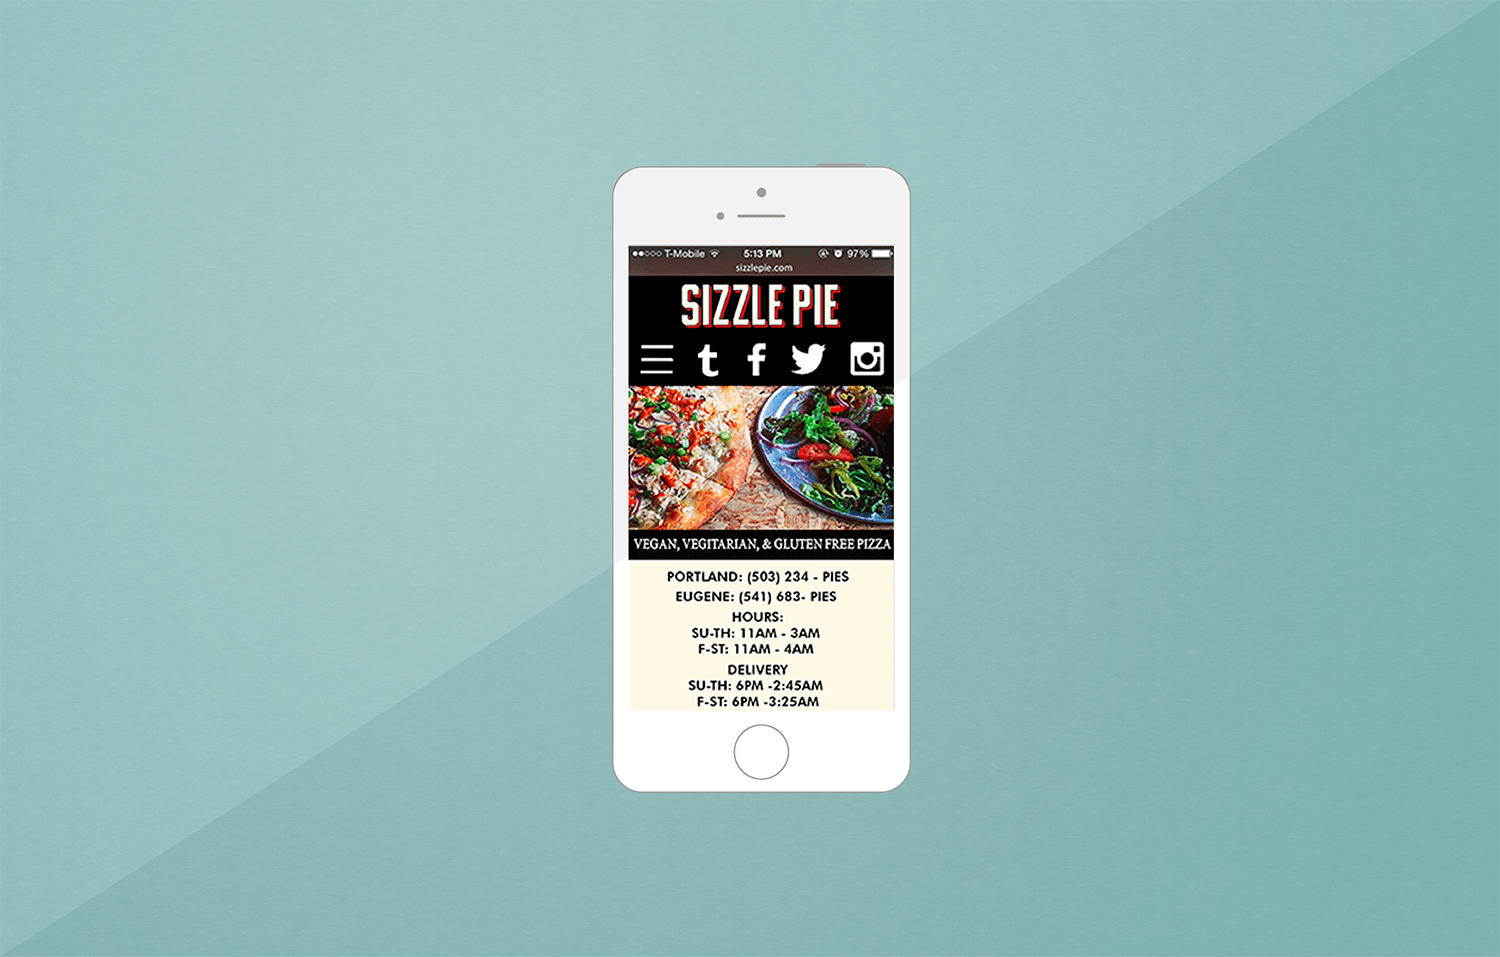 T-Mobile 5:13 PM 97%
sizzlepie.com
SIZZLE PIE
VEGAN, VEGITARIAN, & GLUTEN FREE PIZZA
PORTLAND: (503) 234 - PIES
EUGENE: (541) 683- PIES
HOURS:
SU-TH: 11AM - 3AM
F-ST: 11AM - 4AM
DELIVERY
SU-TH: 6PM -2:45AM
F-ST: 6PM -3:25AM